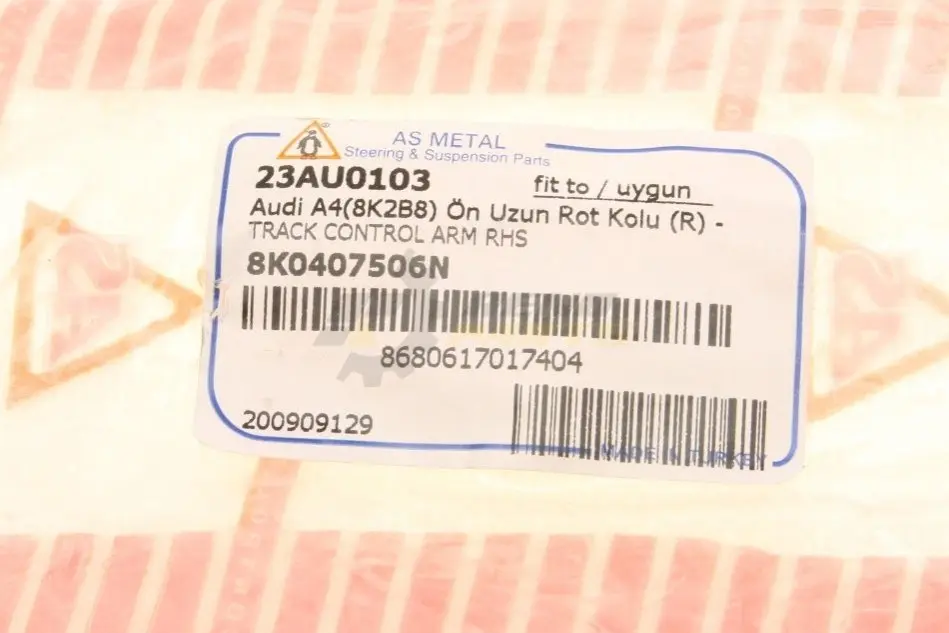 AS METAL
Steering & Suspension Parts
23AU0103
fit to / uygun
Audi A4(8K2B8) Ön Uzun Rot Kolu (R) -
TRACK CONTROL ARM RHS
8K0407506N
8680617017404
200909129
MADE IN TURKEY